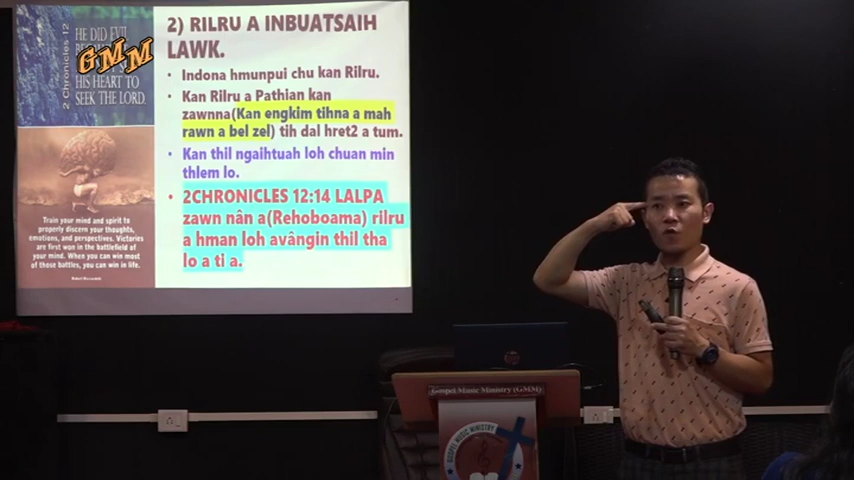 2 Chronicles 12
HE DID EVIL
HIS HEART TO
SEEK THE LORD.
GMM
Train your mind and spirit to
properly discern your thoughts,
emotions, and perspectives. Victories
are first won in the battlefield of
your mind. When you can win most
of those battles, you can win in life.
2) RILRU A INBUATSAIH
LAWK.
• Indona hmunpui chu kan Rilru.
• Kan Rilru a Pathian kan
zawnna(Kan engkim tihna a mah
rawn a bel zel) tih dal hret2 a tum.
• Kan thil ngaihtuah loh chuan min
thlem lo.
• 2CHRONICLES 12:14 LALPA
zawn nân a(Rehoboama) rilru
a hman loh avângin thil tha
lo a ti a.
Gospel Music Ministry (GMM)
GOSPEL MUSIC MINISTRY